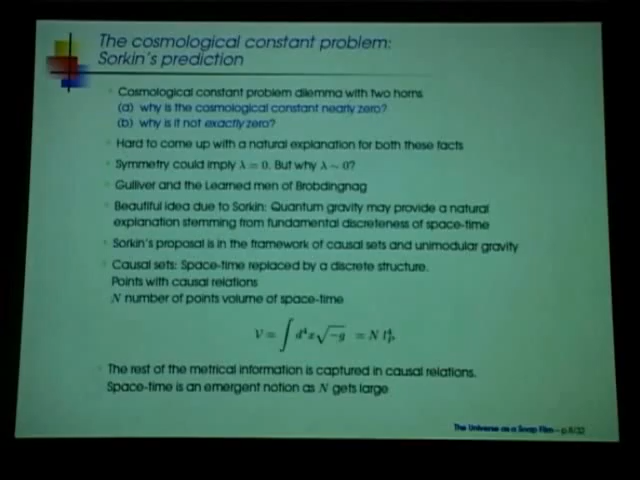 The cosmological constant problem:
Sorkin's prediction
Cosmological constant problem dilemma with two horns
(a) why is the cosmological constant nearly zero?
(b) why is it not exactly zero?
Hard to come up with a natural explanation for both these facts
Symmetry could imply λ = 0. But why λ ~ 0?
Gulliver and the Learned men of Brobdingnag
Beautiful idea due to Sorkin: Quantum gravity may provide a natural
explanation stemming from fundamental discreteness of space-time
Sorkin's proposal is in the framework of causal sets and unimodular gravity
Causal sets: Space-time replaced by a discrete structure.
Points with causal relations
N number of points volume of space-time
V = ∫ d⁴x√−g = N l⁴_P
The rest of the metrical information is captured in causal relations.
Space-time is an emergent notion as N gets large
The Universe as a Soap Film – p.8/32